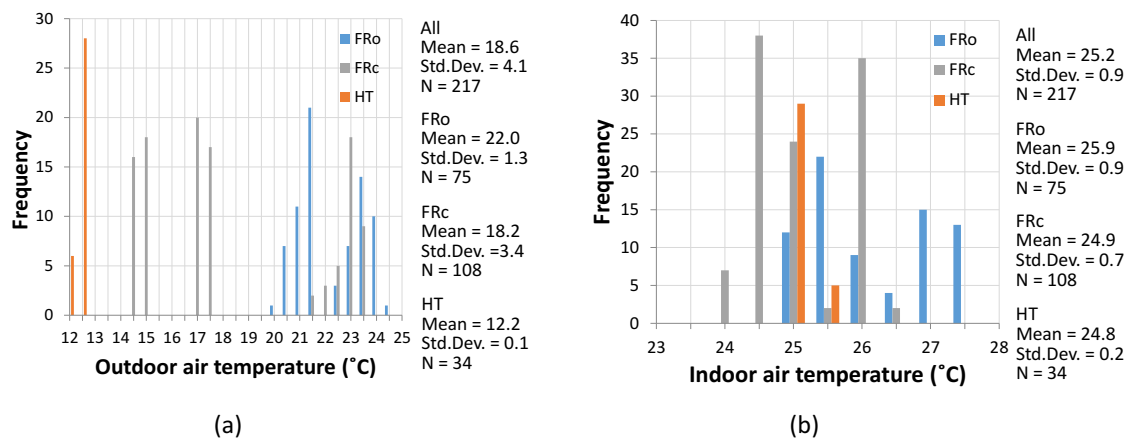 30
25
20
15
10
5
0
Frequency
FRo
FRc
HT
12 13 14 15 16 17 18 19 20 21 22 23 24 25
Outdoor air temperature (˚C)
All
Mean = 18.6
Std.Dev. = 4.1
N = 217
FRo
Mean = 22.0
Std.Dev. = 1.3
N = 75
FRc
Mean = 18.2
Std.Dev. =3.4
N = 108
HT
Mean = 12.2
Std.Dev. = 0.1
N = 34
(a)
40
35
30
25
20
15
10
5
0
Frequency
FRo
FRc
HT
23 24 25 26 27 28
Indoor air temperature (˚C)
All
Mean = 25.2
Std.Dev. = 0.9
N = 217
FRo
Mean = 25.9
Std.Dev. = 0.9
N = 75
FRc
Mean = 24.9
Std.Dev. = 0.7
N = 108
HT
Mean = 24.8
Std.Dev. = 0.2
N = 34
(b)